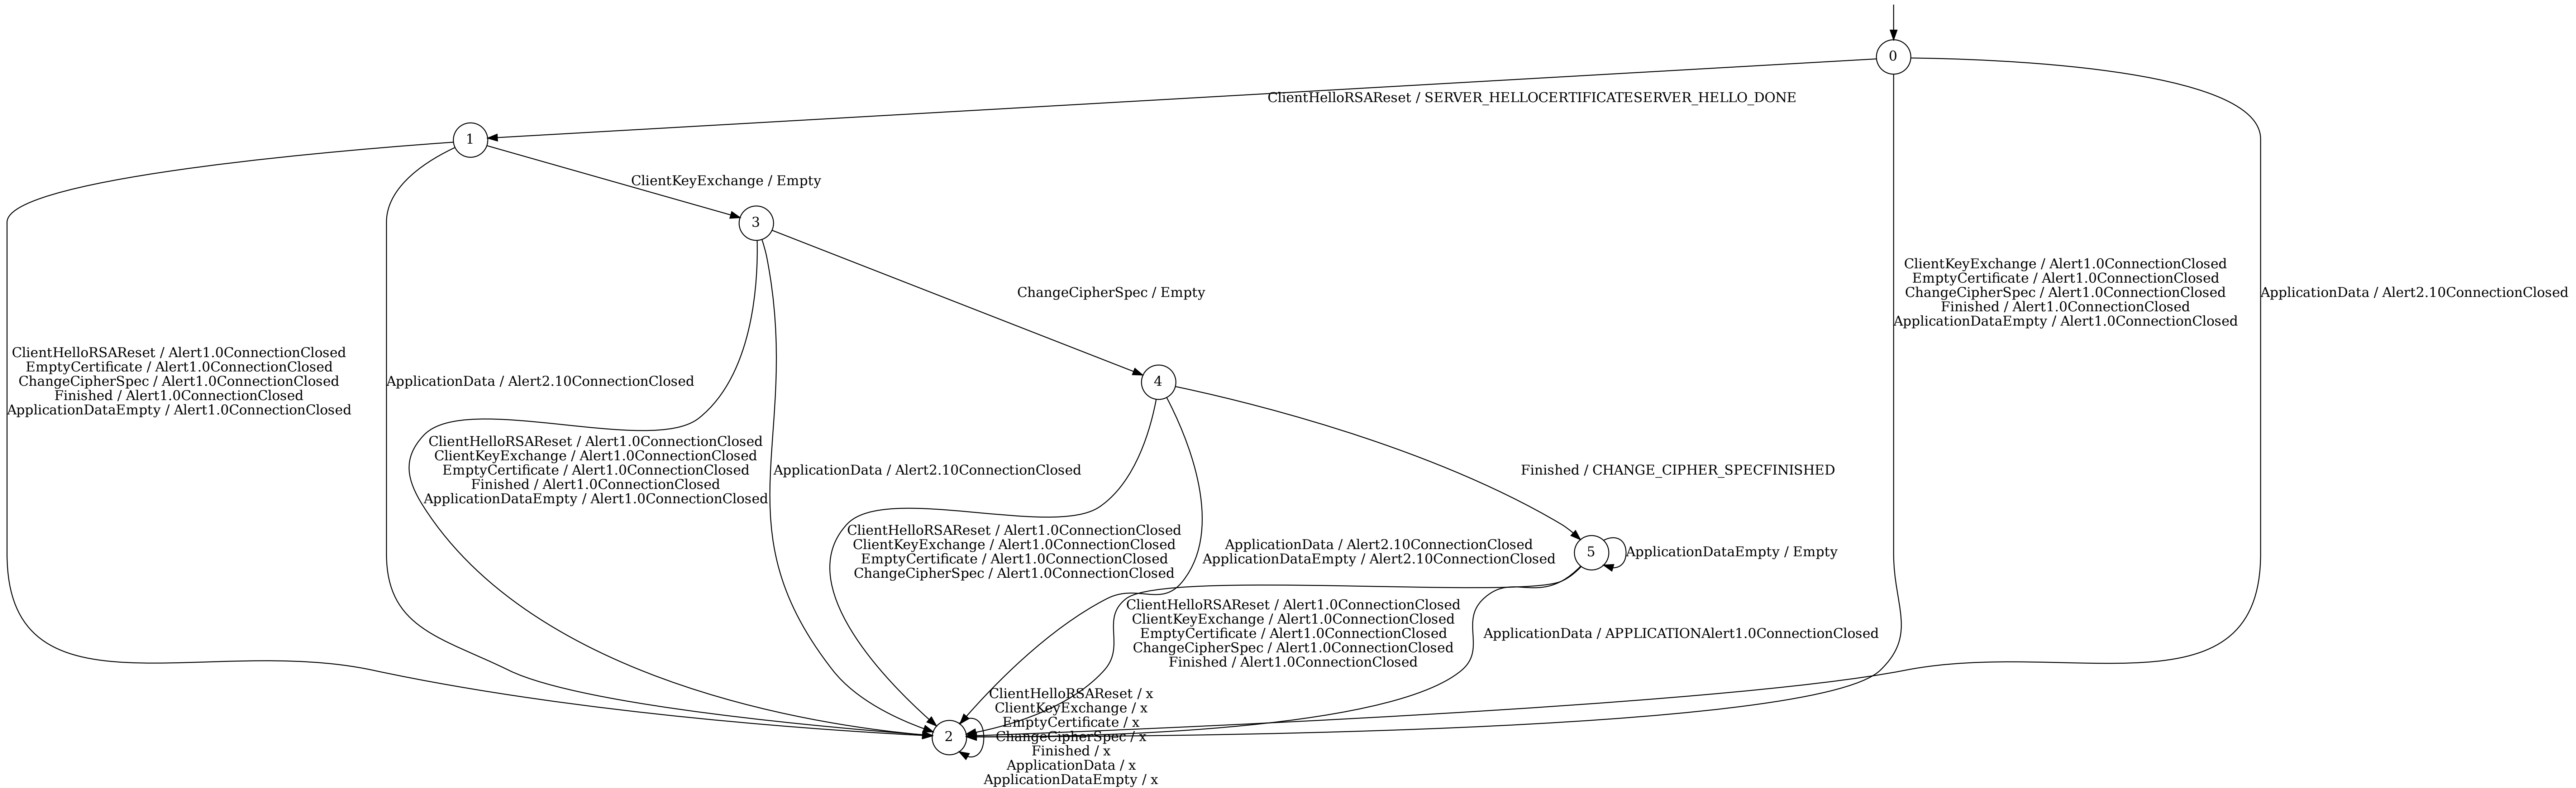 0
ClientHelloRSAReset / SERVER_HELLOCERTIFICATESERVER_HELLO_DONE
1
ClientKeyExchange / Empty
3
ClientKeyExchange / Alert1.0ConnectionClosed
EmptyCertificate / Alert1.0ConnectionClosed
ChangeCipherSpec / Alert1.0ConnectionClosed
Finished / Alert1.0ConnectionClosed
ApplicationDataEmpty / Alert1.0ConnectionClosed
ApplicationData / Alert2.10ConnectionClosed
ChangeCipherSpec / Empty
ClientHelloRSAReset / Alert1.0ConnectionClosed
EmptyCertificate / Alert1.0ConnectionClosed
ChangeCipherSpec / Alert1.0ConnectionClosed
Finished / Alert1.0ConnectionClosed
ApplicationDataEmpty / Alert1.0ConnectionClosed
ApplicationData / Alert2.10ConnectionClosed
4
ClientHelloRSAReset / Alert1.0ConnectionClosed
ClientKeyExchange / Alert1.0ConnectionClosed
EmptyCertificate / Alert1.0ConnectionClosed
Finished / Alert1.0ConnectionClosed
ApplicationDataEmpty / Alert1.0ConnectionClosed
ApplicationData / Alert2.10ConnectionClosed
Finished / CHANGE_CIPHER_SPECFINISHED
ClientHelloRSAReset / Alert1.0ConnectionClosed
ClientKeyExchange / Alert1.0ConnectionClosed
EmptyCertificate / Alert1.0ConnectionClosed
ChangeCipherSpec / Alert1.0ConnectionClosed
ApplicationData / Alert2.10ConnectionClosed
ApplicationDataEmpty / Alert2.10ConnectionClosed
5
ApplicationDataEmpty / Empty
ClientHelloRSAReset / Alert1.0ConnectionClosed
ClientKeyExchange / Alert1.0ConnectionClosed
EmptyCertificate / Alert1.0ConnectionClosed
ChangeCipherSpec / Alert1.0ConnectionClosed
Finished / Alert1.0ConnectionClosed
ApplicationData / APPLICATIONAlert1.0ConnectionClosed
2
ClientHelloRSAReset / x
ClientKeyExchange / x
EmptyCertificate / x
ChangeCipherSpec / x
Finished / x
ApplicationData / x
ApplicationDataEmpty / x